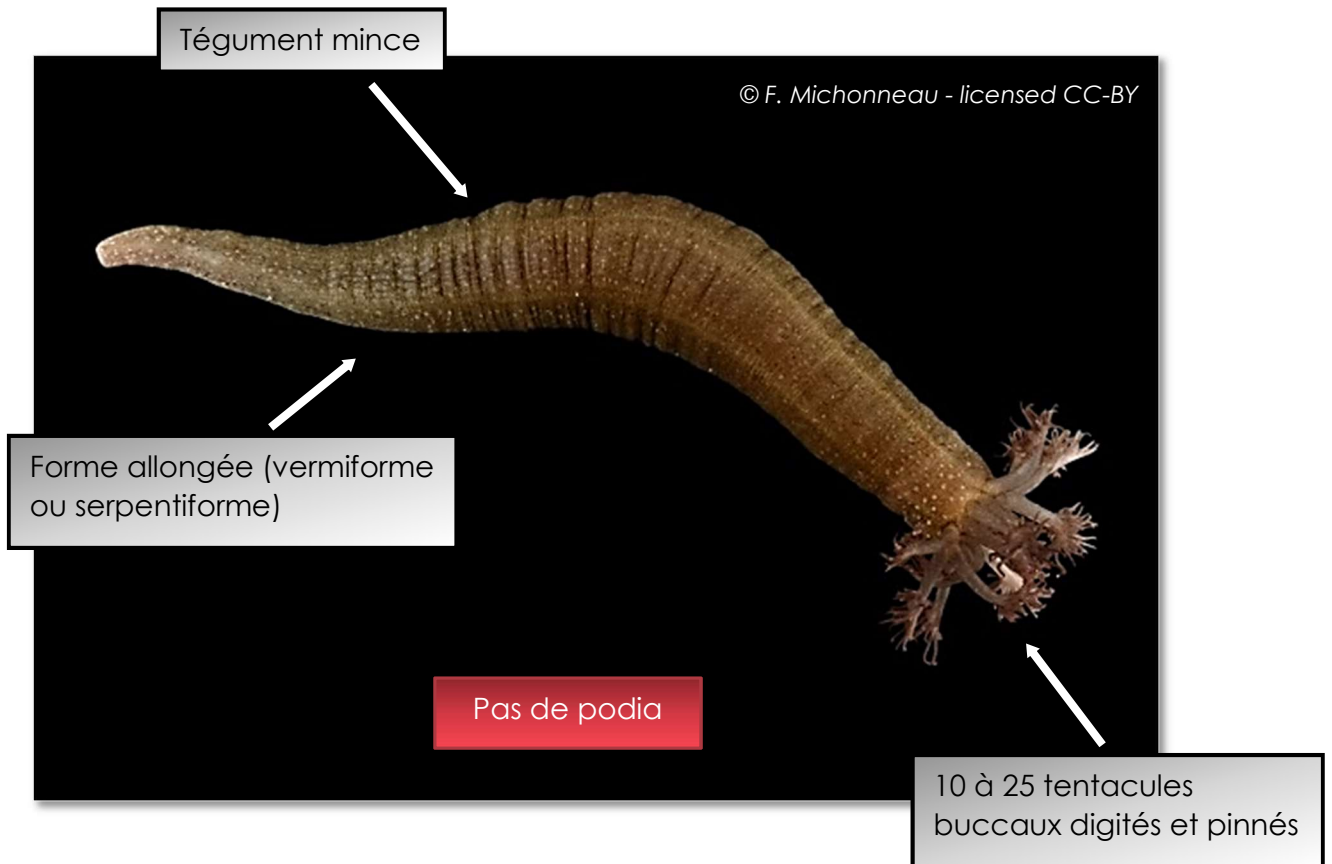 Tégument mince
© F. Michonneau - licensed CC-BY
Forme allongée (vermiforme
ou serpentiforme)
Pas de podia
10 à 25 tentacules
buccaux digités et pinnés